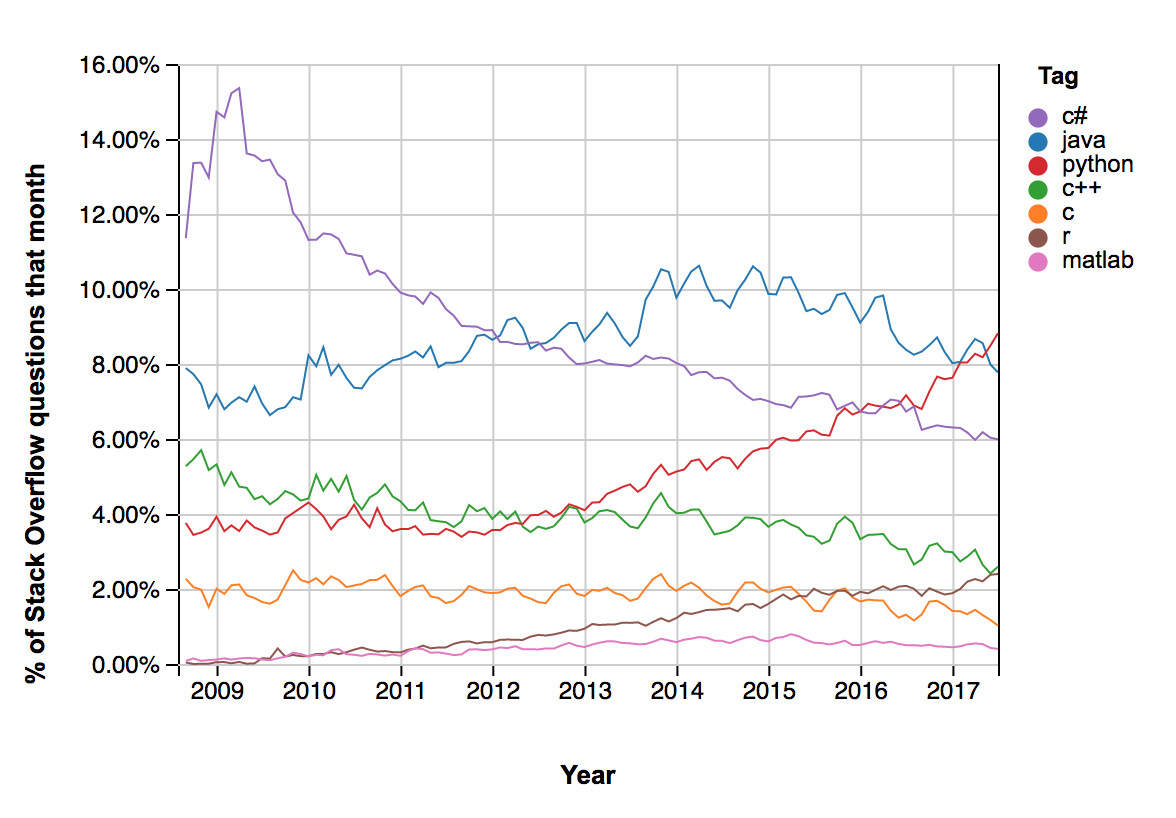 % of Stack Overflow questions that month
16.00%
14.00%
12.00%
10.00%
8.00%
6.00%
4.00%
2.00%
0.00%
2009 2010 2011 2012 2013 2014 2015 2016 2017
Year
Tag
c#
java
python
c++
c
r
matlab